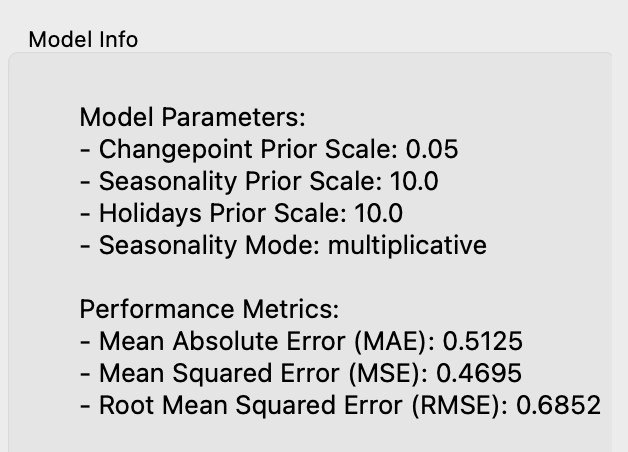 Model Info
Model Parameters:
- Changepoint Prior Scale: 0.05
- Seasonality Prior Scale: 10.0
- Holidays Prior Scale: 10.0
- Seasonality Mode: multiplicative
Performance Metrics:
- Mean Absolute Error (MAE): 0.5125
- Mean Squared Error (MSE): 0.4695
- Root Mean Squared Error (RMSE): 0.6852